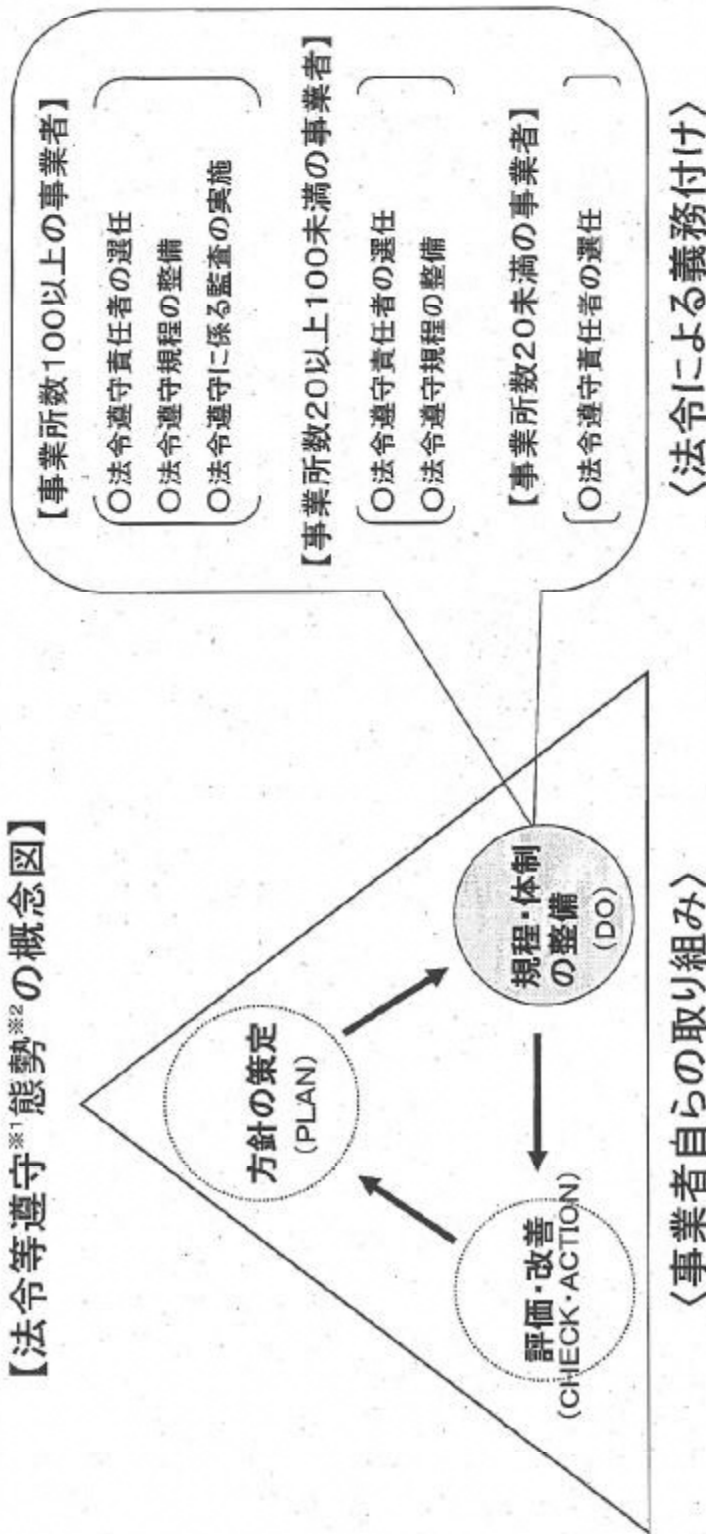 【法令等遵守※1態勢※2の概念図】
方針の策定
(PLAN)
規程・体制
の整備
(DO)
評価・改善
(CHECK・ACTION)
〈事業者自らの取り組み〉
【事業所数100以上の事業者】
○法令遵守責任者の選任
○法令遵守規程の整備
○法令遵守に係る監査の実施
【事業所数20以上100未満の事業者】
○法令遵守責任者の選任
○法令遵守規程の整備
【事業所数20未満の事業者】
○法令遵守責任者の選任
〈法令による義務付け〉